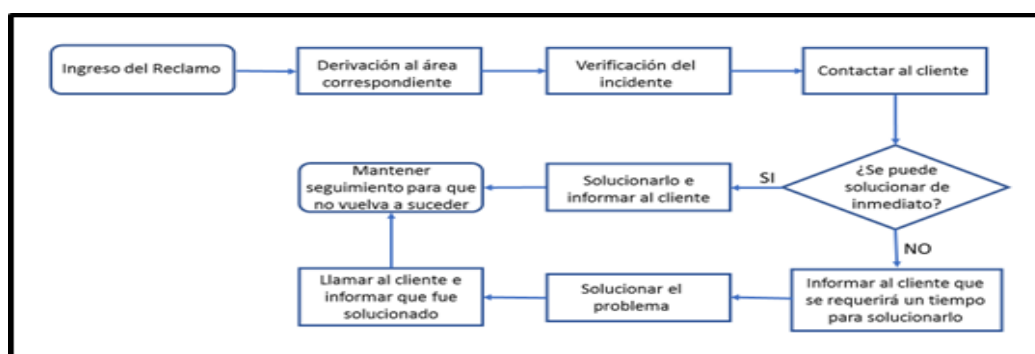 Ingreso del Reclamo
Derivación al área
correspondiente
Verificación del
incidente
Contactar al cliente
¿Se puede
solucionar de
inmediato?
SI
Solucionarlo e
informar al cliente
Mantener
seguimiento para que
no vuelva a suceder
NO
Informar al cliente que
se requerirá un tiempo
para solucionarlo
Solucionar el
problema
Llamar al cliente e
informar que fue
solucionado